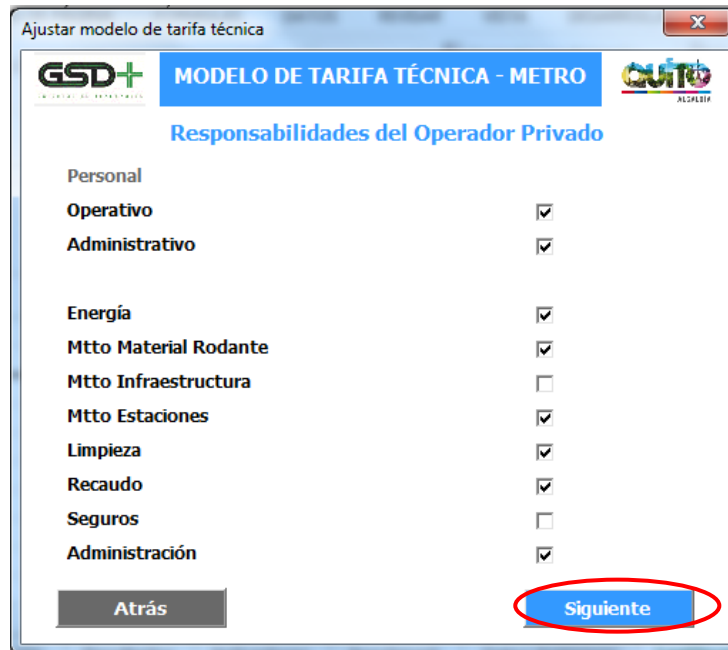 Ajustar modelo de tarifa técnica
GSD+
MODELO DE TARIFA TÉCNICA - METRO
QUITO
ALCALDÍA
Responsabilidades del Operador Privado
Personal
Operativo
Administrativo
Energía
Mtto Material Rodante
Mtto Infraestructura
Mtto Estaciones
Limpieza
Recaudo
Seguros
Administración
Atrás
Siguiente